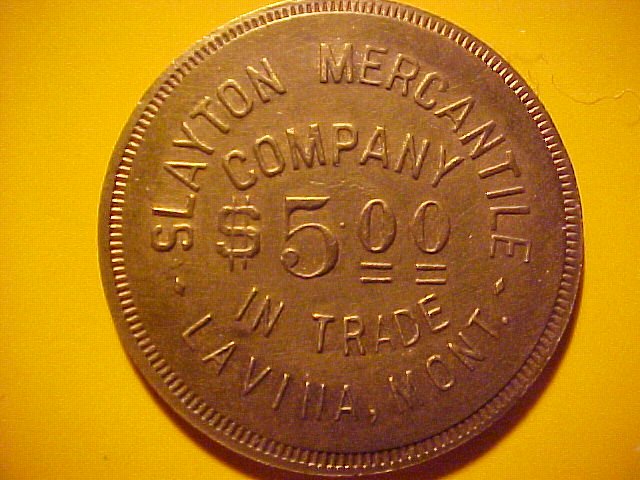 SLAYTON MERCANTILE
COMPANY
$5.00
IN TRADE
LAVINA, MONT.